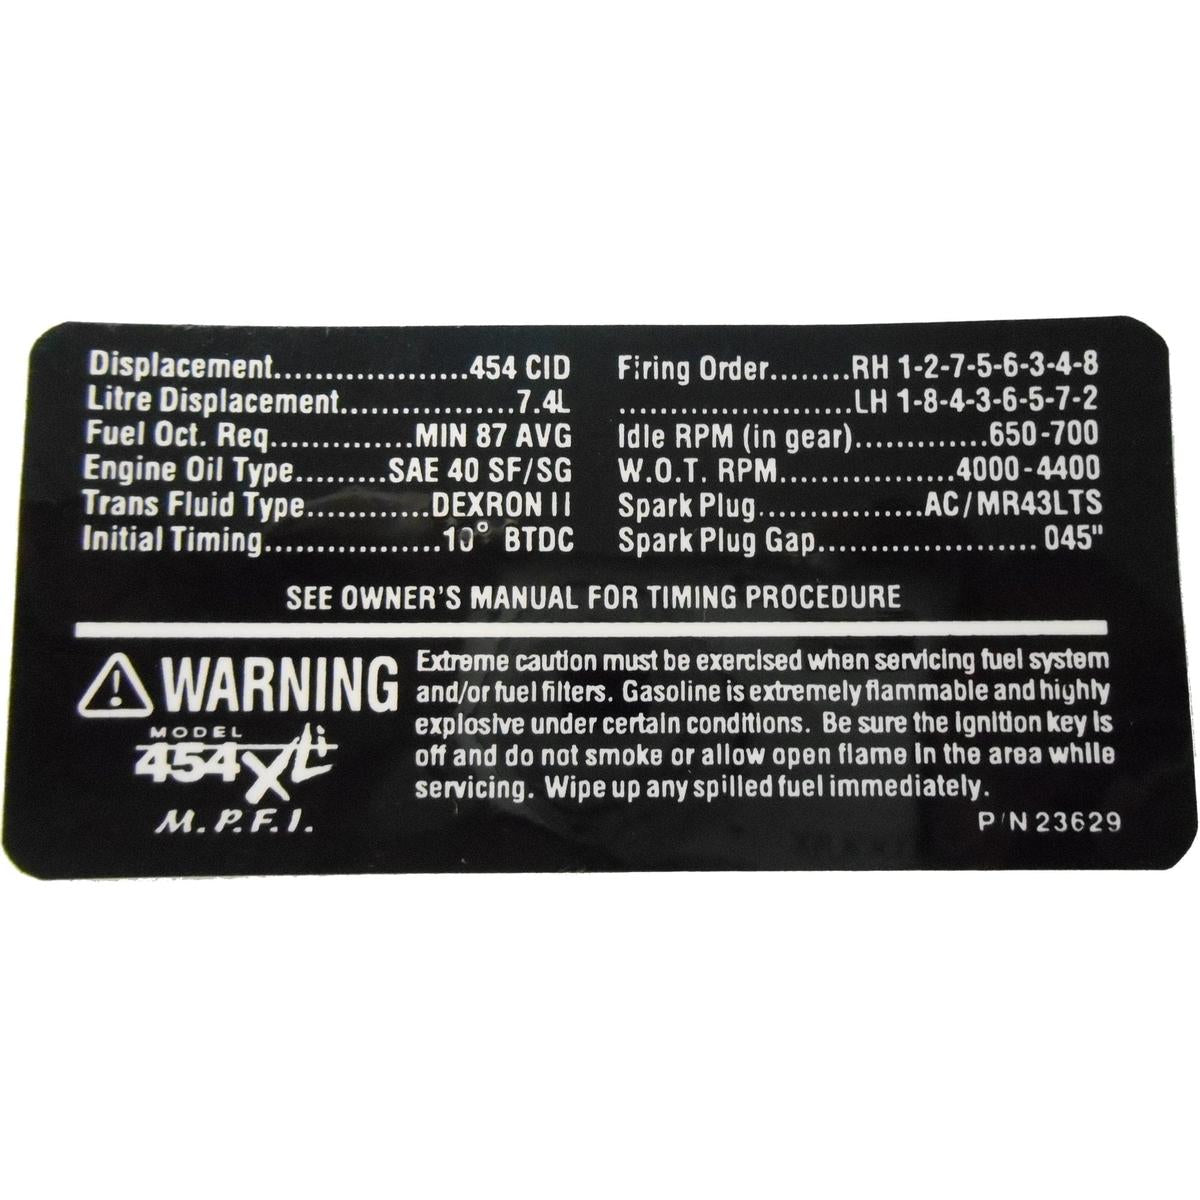 Displacement...................454 CID
Litre Displacement.................7.4L
Fuel Oct. Req..............MIN 87 AVG
Engine Oil Type.........SAE 40 SF/SG
Trans Fluid Type............DEXRON II
Initial Timing.................10° BTDC
Firing Order........RH 1-2-7-5-6-3-4-8
.......................LH 1-8-4-3-6-5-7-2
Idle RPM (in gear).............650-700
W.O.T. RPM.................4000-4400
Spark Plug................AC/MR43LTS
Spark Plug Gap..................... 045"
SEE OWNER'S MANUAL FOR TIMING PROCEDURE
WARNING
MODEL
454 XLi
M.P.F.I.
Extreme caution must be exercised when servicing fuel system
and/or fuel filters. Gasoline is extremely flammable and highly
explosive under certain conditions. Be sure the ignition key is
off and do not smoke or allow open flame in the area while
servicing. Wipe up any spilled fuel immediately.
P/N 23629